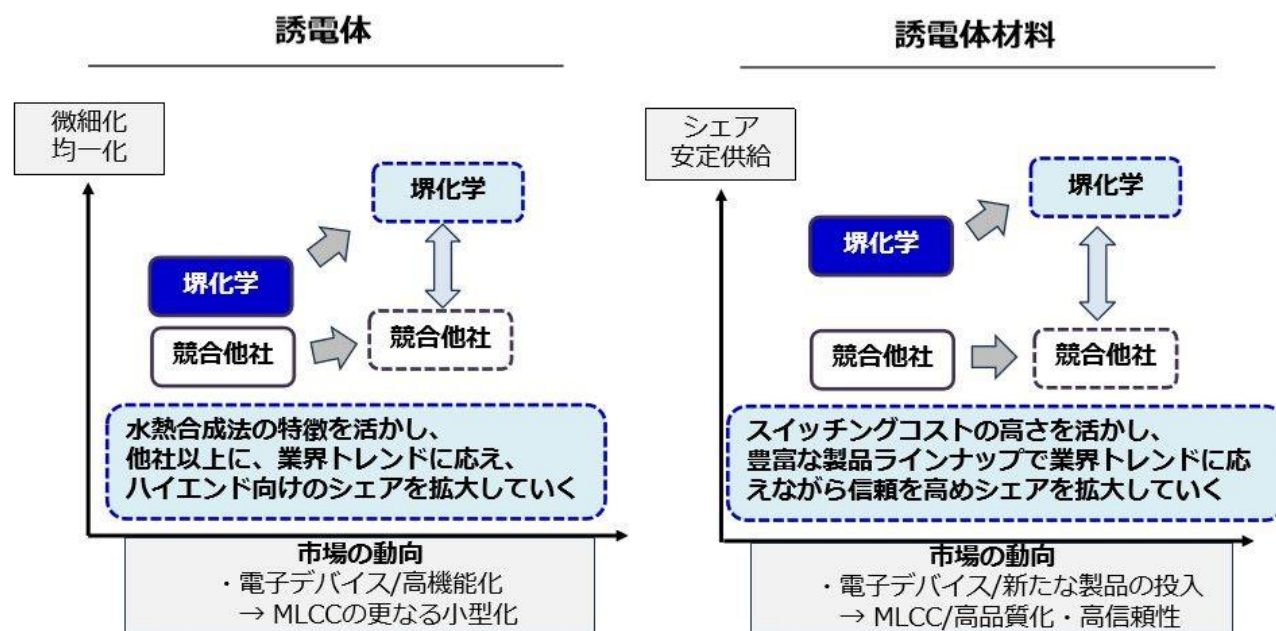 誘電体
微細化
均一化
堺化学
堺化学
競合他社
競合他社
水熱合成法の特徴を活かし、
他社以上に、業界トレンドに応え、
ハイエンド向けのシェアを拡大していく
市場の動向
・電子デバイス/高機能化
→ MLCCの更なる小型化
誘電体材料
シェア
安定供給
堺化学
堺化学
競合他社
競合他社
スイッチングコストの高さを活かし、
豊富な製品ラインナップで業界トレンドに応
えながら信頼を高めシェアを拡大していく
市場の動向
・電子デバイス/新たな製品の投入
→ MLCC/高品質化・高信頼性